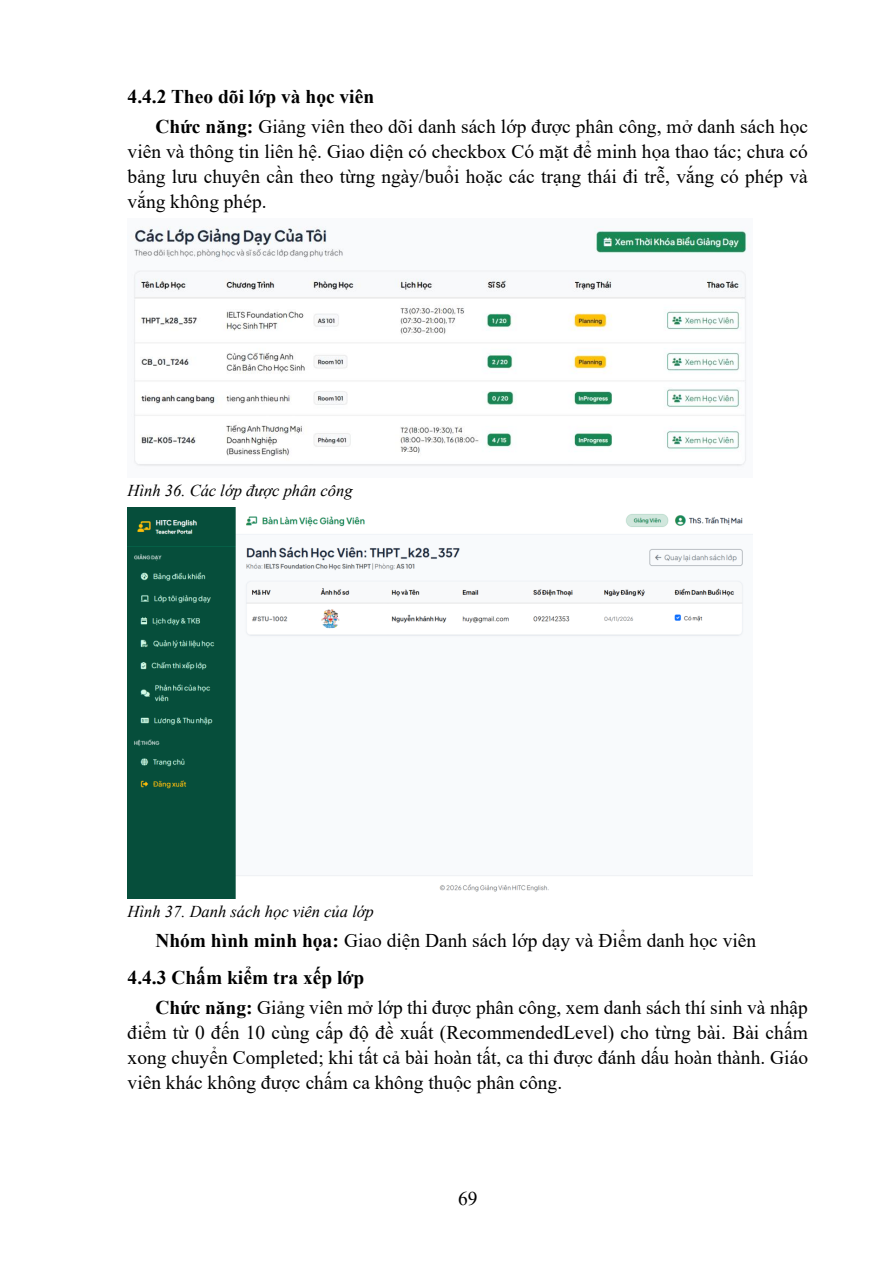 4.4.2 Theo dõi lớp và học viên
Chức năng: Giảng viên theo dõi danh sách lớp được phân công, mở danh sách học
viên và thông tin liên hệ. Giao diện có checkbox Có mặt để minh họa thao tác; chưa có
bảng lưu chuyên cần theo từng ngày/buổi hoặc các trạng thái đi trễ, vắng có phép và
vắng không phép.
Các Lớp Giảng Dạy Của Tôi
Xem Thời Khóa Biểu Giảng Dạy
Theo dõi lịch học, phòng học và sĩ số các lớp đang phụ trách
Tên Lớp Học Chương Trình Phòng Học Lịch Học Sĩ Số Trạng Thái Thao Tác
THPT_k28_357 IELTS Foundation Cho Học Sinh THPT AS 101 T3 (07:30-21:00), T5 (07:30-21:00), T7 (07:30-21:00) 1 / 20 Planning Xem Học Viên
CB_01_T246 Củng Cố Tiếng Anh Căn Bản Cho Học Sinh Room 101 2 / 20 Planning Xem Học Viên
tieng anh cang bang tieng anh thieu nhi Room 101 0 / 20 InProgress Xem Học Viên
BIZ-K05-T246 Tiếng Anh Thương Mại Doanh Nghiệp (Business English) Phòng 401 T2 (18:00-19:30), T4 (18:00-19:30), T6 (18:00-19:30) 4 / 15 InProgress Xem Học Viên
Hình 36. Các lớp được phân công
HITC English
Teacher Portal
GIẢNG DẠY
Bảng điều khiển
Lớp tôi giảng dạy
Lịch dạy & TKB
Quản lý tài liệu học
Chấm thi xếp lớp
Phản hồi của học
viên
Lương & Thu nhập
HỆ THỐNG
Trang chủ
Đăng xuất
Bàn Làm Việc Giảng Viên
Giảng Viên ThS. Trần Thị Mai
Danh Sách Học Viên: THPT_k28_357
Quay lại danh sách lớp
Khóa: IELTS Foundation Cho Học Sinh THPT | Phòng: AS 101
Mã HV Ảnh hồ sơ Họ và Tên Email Số Điện Thoại Ngày Đăng Ký Điểm Danh Buổi Học
#STU-1002 Nguyễn khánh Huy huy@gmail.com 0922142353 04/11/2026 Có mặt
© 2026 Cổng Giảng Viên HITC English.
Hình 37. Danh sách học viên của lớp
Nhóm hình minh họa: Giao diện Danh sách lớp dạy và Điểm danh học viên
4.4.3 Chấm kiểm tra xếp lớp
Chức năng: Giảng viên mở lớp thi được phân công, xem danh sách thí sinh và nhập
điểm từ 0 đến 10 cùng cấp độ đề xuất (RecommendedLevel) cho từng bài. Bài chấm
xong chuyển Completed; khi tất cả bài hoàn tất, ca thi được đánh dấu hoàn thành. Giáo
viên khác không được chấm ca không thuộc phân công.
69